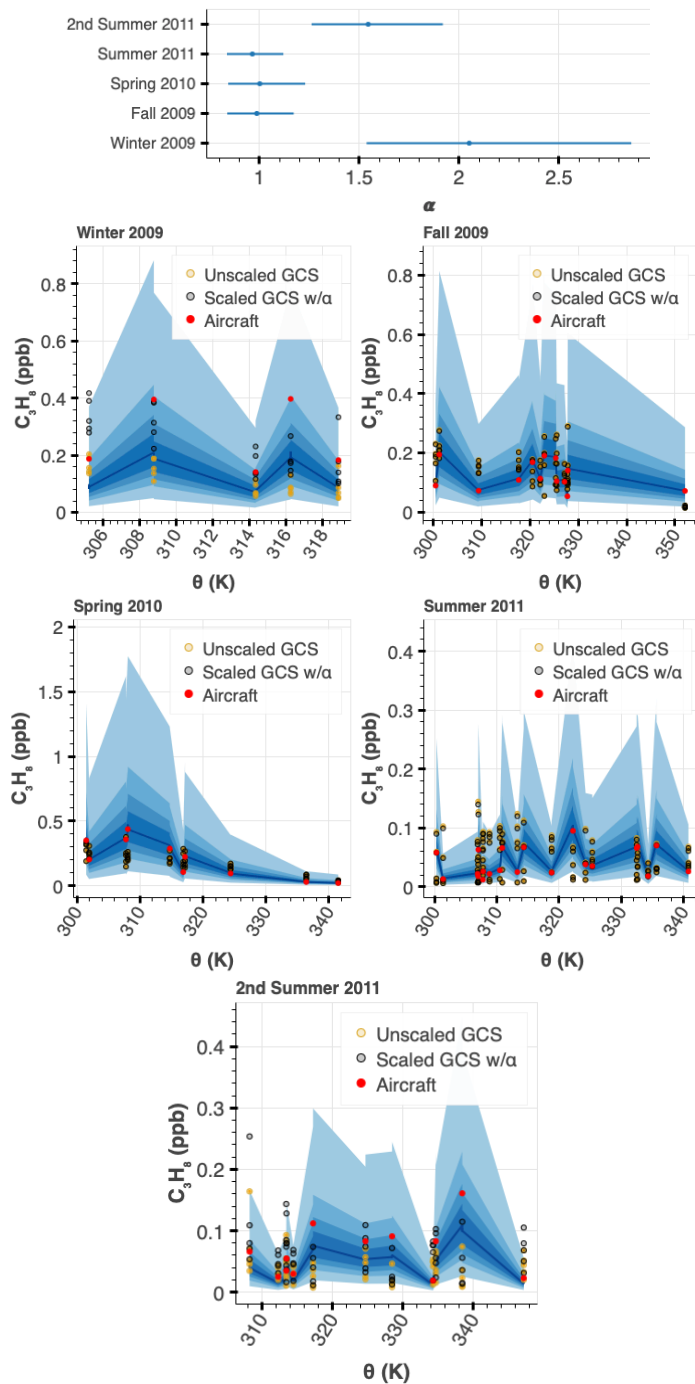 2nd Summer 2011
Summer 2011
Spring 2010
Fall 2009
Winter 2009
1 1.5 2 2.5
α
Winter 2009
Unscaled GCS
Scaled GCS w/α
Aircraft
0.8
0.6
0.4
0.2
0
C₃H₈ (ppb)
306 308 310 312 314 316 318
θ (K)
Fall 2009
Unscaled GCS
Scaled GCS w/α
Aircraft
0.8
0.6
0.4
0.2
0
C₃H₈ (ppb)
300 310 320 330 340 350
θ (K)
Spring 2010
Unscaled GCS
Scaled GCS w/α
Aircraft
2
1.5
1
0.5
0
C₃H₈ (ppb)
300 310 320 330 340
θ (K)
Summer 2011
Unscaled GCS
Scaled GCS w/α
Aircraft
0.4
0.3
0.2
0.1
0
C₃H₈ (ppb)
300 310 320 330 340
θ (K)
2nd Summer 2011
Unscaled GCS
Scaled GCS w/α
Aircraft
0.4
0.3
0.2
0.1
0
C₃H₈ (ppb)
310 320 330 340
θ (K)